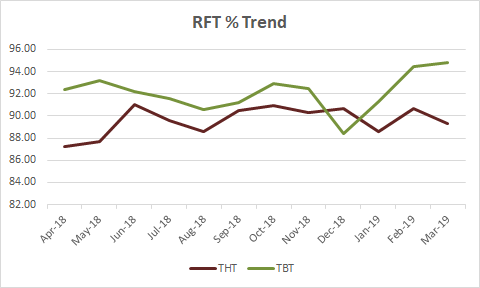 RFT % Trend
96.00
94.00
92.00
90.00
88.00
86.00
84.00
82.00
Apr-18 May-18 Jun-18 Jul-18 Aug-18 Sep-18 Oct-18 Nov-18 Dec-18 Jan-19 Feb-19 Mar-19
THT TBT